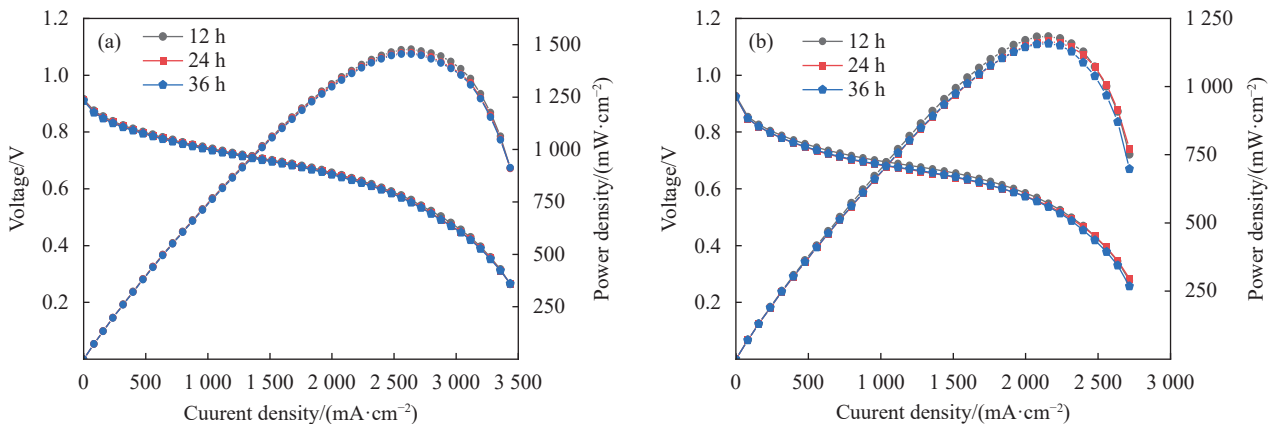 (a)
12 h
24 h
36 h
1.2
1.0
0.8
0.6
0.4
0.2
Voltage/V
1 500
1 250
1 000
750
500
250
Power density/(mW·cm⁻²)
0 500 1 000 1 500 2 000 2 500 3 000 3 500
Cuurent density/(mA·cm⁻²)
(b)
12 h
24 h
36 h
1.2
1.0
0.8
0.6
0.4
0.2
Voltage/V
1 250
1 000
750
500
250
Power density/(mW·cm⁻²)
0 500 1 000 1 500 2 000 2 500 3 000
Cuurent density/(mA·cm⁻²)